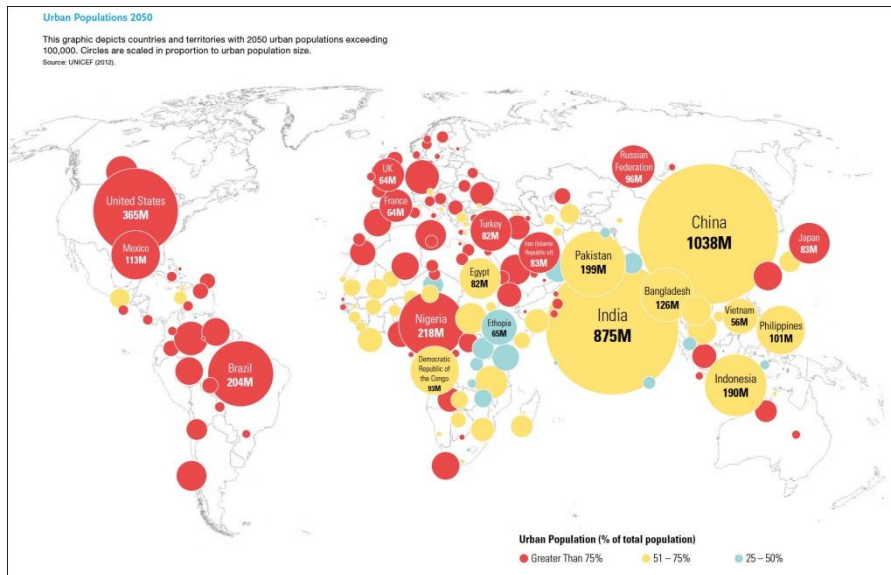 Urban Populations 2050
This graphic depicts countries and territories with 2050 urban populations exceeding
100,000. Circles are scaled in proportion to urban population size.
Source: UNICEF (2012).
United States
365M
Mexico
113M
Brazil
204M
UK
64M
France
64M
Turkey
82M
Iran (Islamic
Republic of)
83M
Egypt
82M
Nigeria
218M
Ethopia
65M
Democratic
Republic of
the Congo
93M
Russian
Federation
96M
China
1038M
Japan
83M
Pakistan
199M
Bangladesh
126M
India
875M
Vietnam
56M
Philippines
101M
Indonesia
190M
Urban Population (% of total population)
Greater Than 75%
51 – 75%
25 – 50%